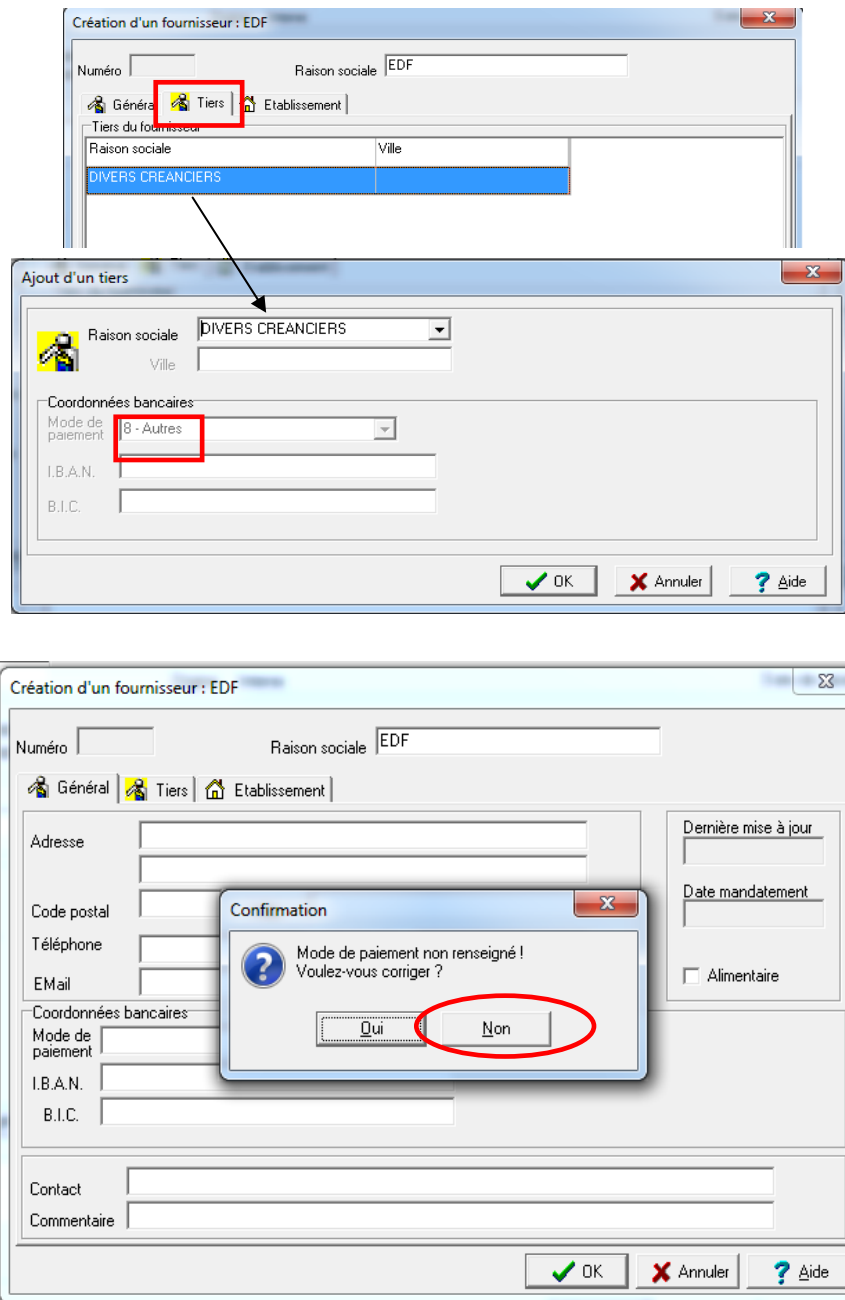 Création d'un fournisseur : EDF
Numéro Raison sociale EDF
Généra Tiers Etablissement
Tiers du fournisseur
Raison sociale Ville
DIVERS CREANCIERS
Ajout d'un tiers
Raison sociale DIVERS CREANCIERS
Ville
Coordonnées bancaires
Mode de
paiement 8 - Autres
I.B.A.N.
B.I.C.
OK Annuler Aide
Création d'un fournisseur : EDF
Numéro Raison sociale EDF
Général Tiers Etablissement
Adresse Dernière mise à jour
Code postal Date mandatement
Téléphone
EMail Alimentaire
Confirmation
Mode de paiement non renseigné !
Voulez-vous corriger ?
Oui Non
Coordonnées bancaires
Mode de
paiement
I.B.A.N.
B.I.C.
Contact
Commentaire
OK Annuler Aide